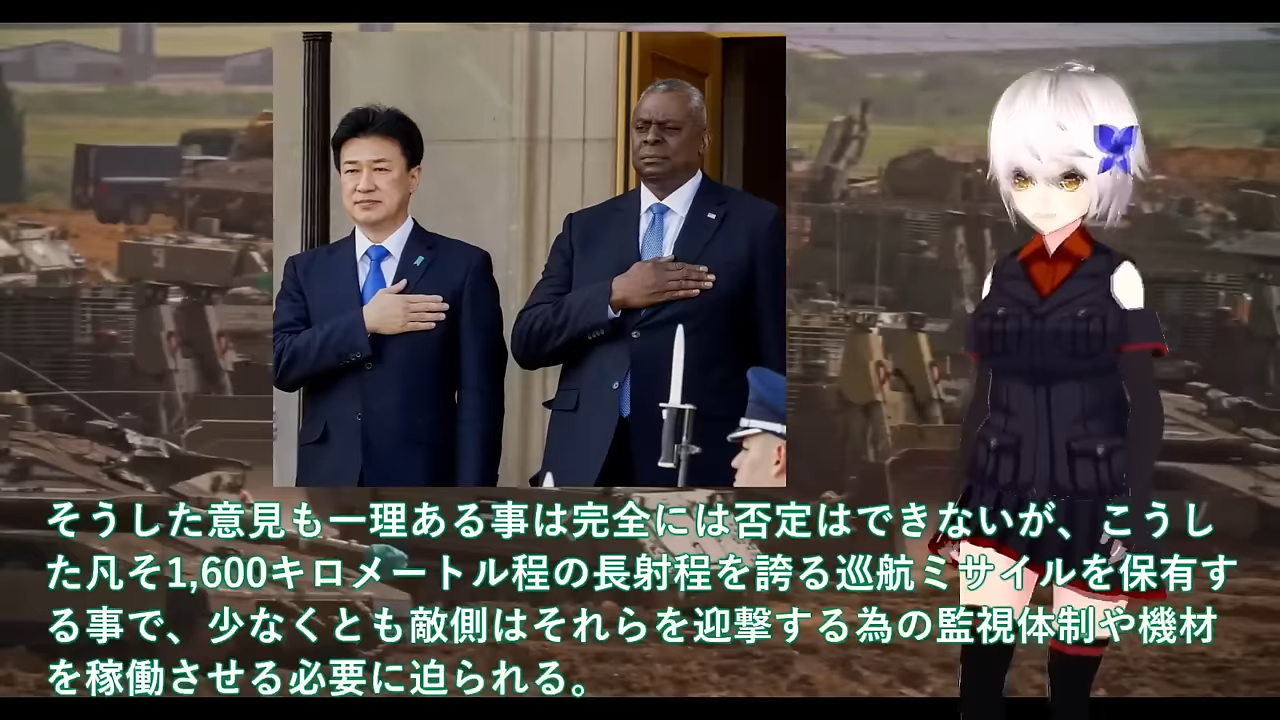 そうした意見も一理ある事は完全には否定はできないが、こうし
た凡そ1,600キロメートル程の長射程を誇る巡航ミサイルを保有す
る事で、少なくとも敵側はそれらを迎撃する為の監視体制や機材
を稼働させる必要に迫られる。